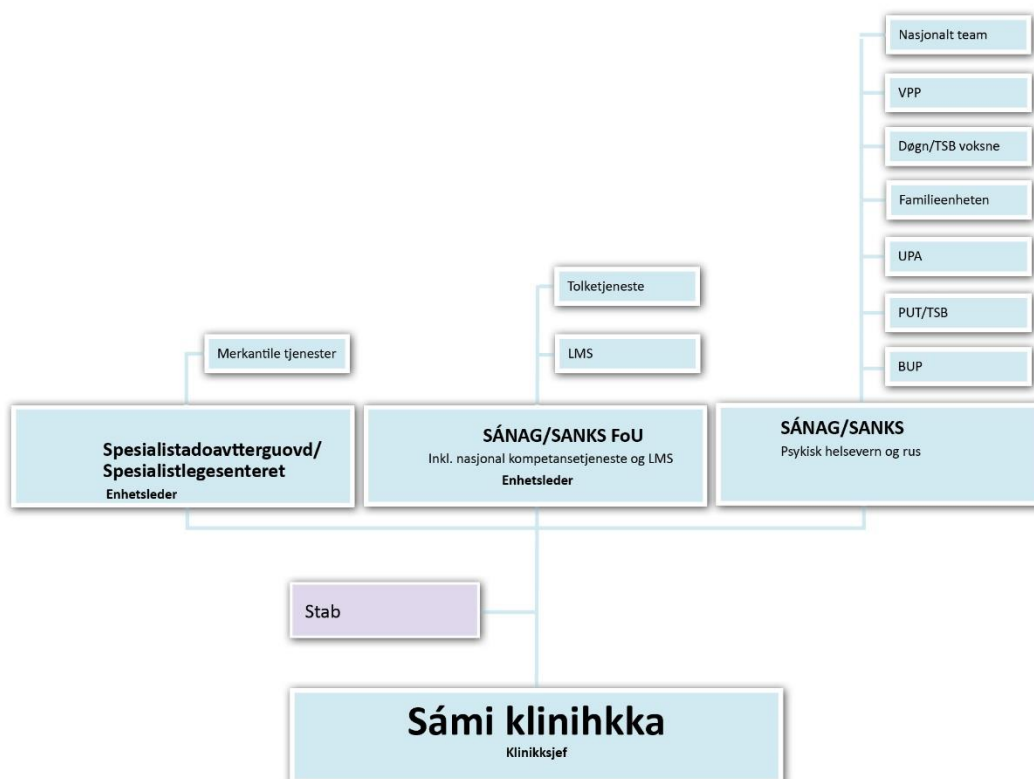 Nasjonalt team
VPP
Døgn/TSB voksne
Familieenheten
UPA
PUT/TSB
BUP
Tolketjeneste
LMS
Merkantile tjenester
Spesialistadoavtterguovd/
Spesialistlegesenteret
Enhetsleder
SÁNAG/SANKS FoU
Inkl. nasjonal kompetansetjeneste og LMS
Enhetsleder
SÁNAG/SANKS
Psykisk helsevern og rus
Stab
Sámi klinihkka
Klinikksjef